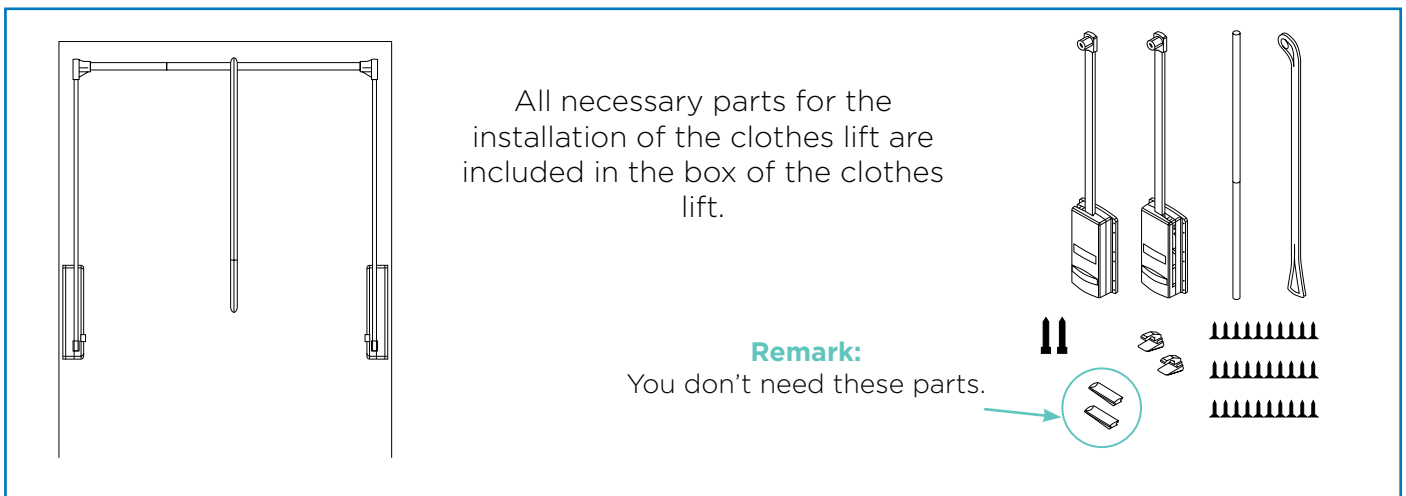 All necessary parts for the
installation of the clothes lift are
included in the box of the clothes
lift.
Remark:
You don’t need these parts.